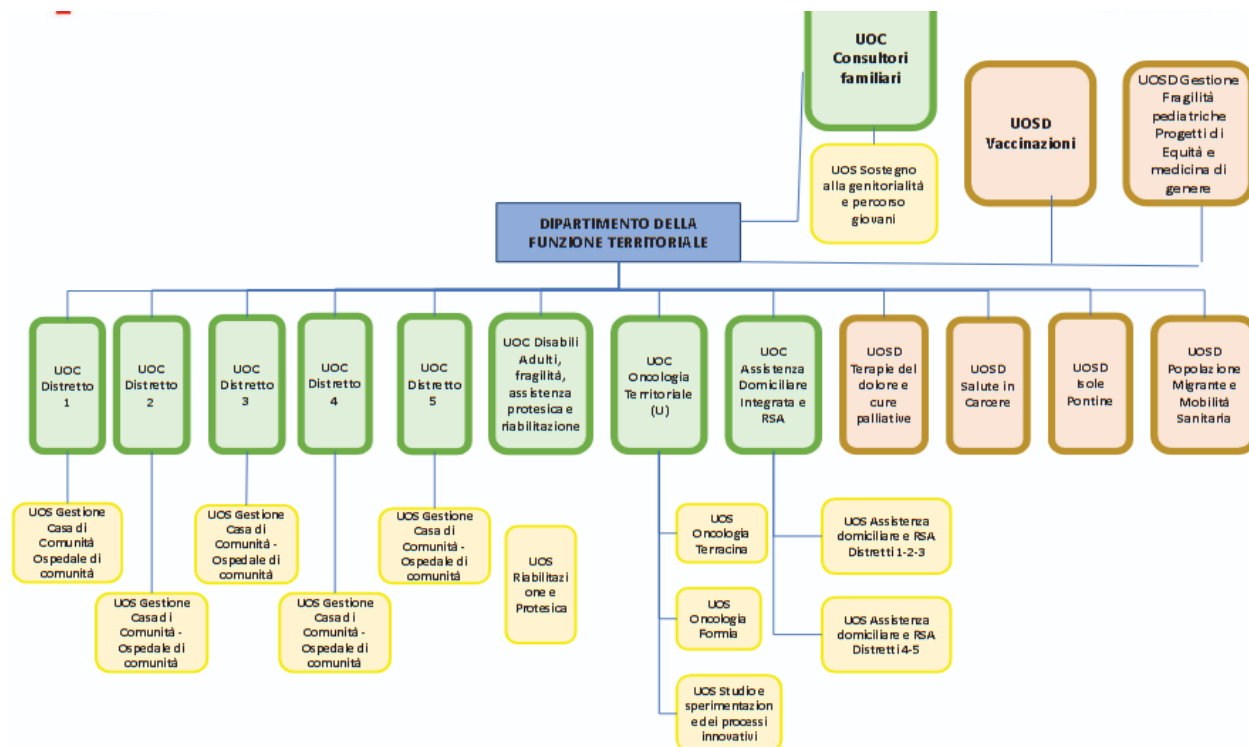 UOC
Consultori
familiari
UOSD
Vaccinazioni
UOSD Gestione
Fragilità
pediatriche
Progetti di
Equità e
medicina di
genere
UOS Sostegno
alla genitorialità
e percorso
giovani
DIPARTIMENTO DELLA
FUNZIONE TERRITORIALE
UOC
Distretto
1
UOC
Distretto
2
UOC
Distretto
3
UOC
Distretto
4
UOC
Distretto
5
UOC Disabili
Adulti,
fragilità,
assistenza
protesica e
riabilitazione
UOC
Oncologia
Territoriale
(U)
UOC
Assistenza
Domiciliare
Integrata e
RSA
UOSD
Terapie del
dolore e
cure
palliative
UOSD
Salute in
Carcere
UOSD
Isole
Pontine
UOSD
Popolazione
Migrante e
Mobilità
Sanitaria
UOS Gestione
Casa di
Comunità
Ospedale di
comunità
UOS Gestione
Casa di
Comunità -
Ospedale di
comunità
UOS Gestione
Casa di
Comunità -
Ospedale di
comunità
UOS Gestione
Casa di
Comunità -
Ospedale di
comunità
UOS Gestione
Casa di
Comunità -
Ospedale di
comunità
UOS
Riabilitazi
one e
Protesica
UOS
Oncologia
Terracina
UOS
Oncologia
Formia
UOS Studio e
sperimentazion
e dei processi
innovativi
UOS Assistenza
domiciliare e RSA
Distretti 1-2-3
UOS Assistenza
domiciliare e RSA
Distretti 4-5